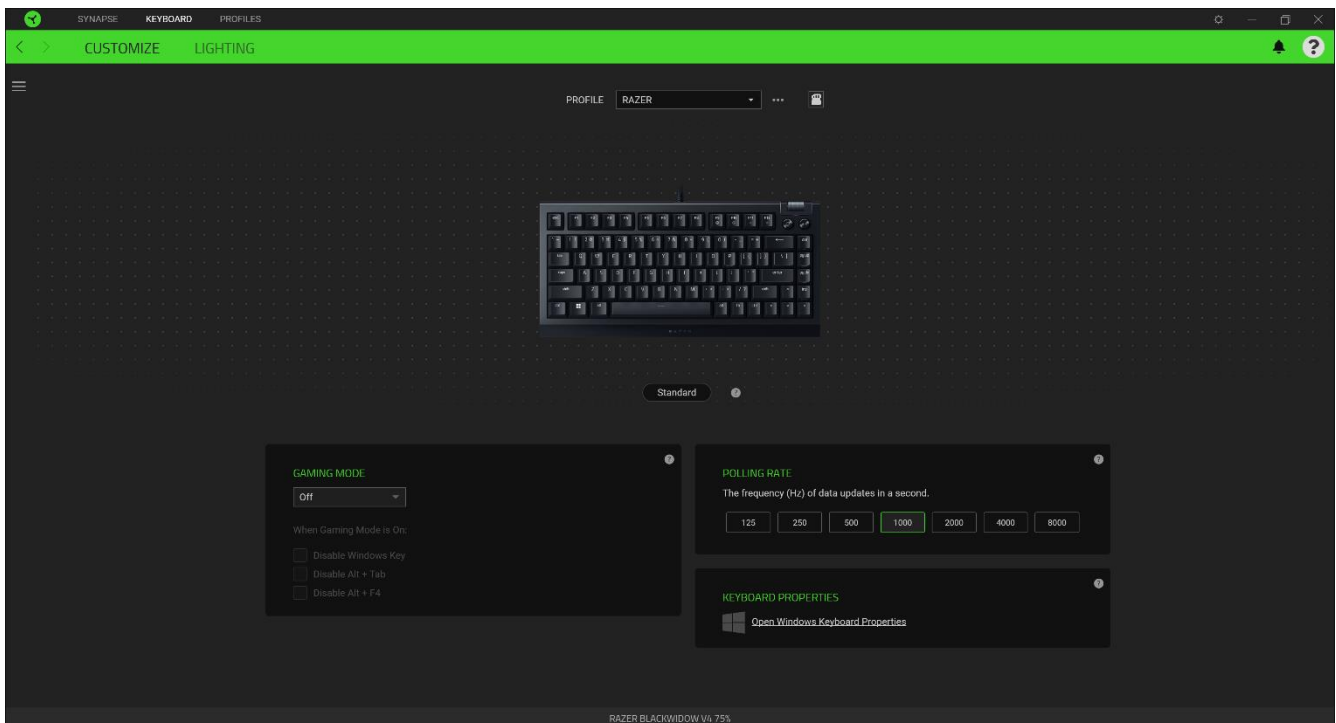 SYNAPSE KEYBOARD PROFILES
CUSTOMIZE LIGHTING
PROFILE RAZER
Standard
GAMING MODE
Off
When Gaming Mode is On:
Disable Windows Key
Disable Alt + Tab
Disable Alt + F4
POLLING RATE
The frequency (Hz) of data updates in a second.
125 250 500 1000 2000 4000 8000
KEYBOARD PROPERTIES
Open Windows Keyboard Properties
RAZER BLACKWIDOW V4 75%